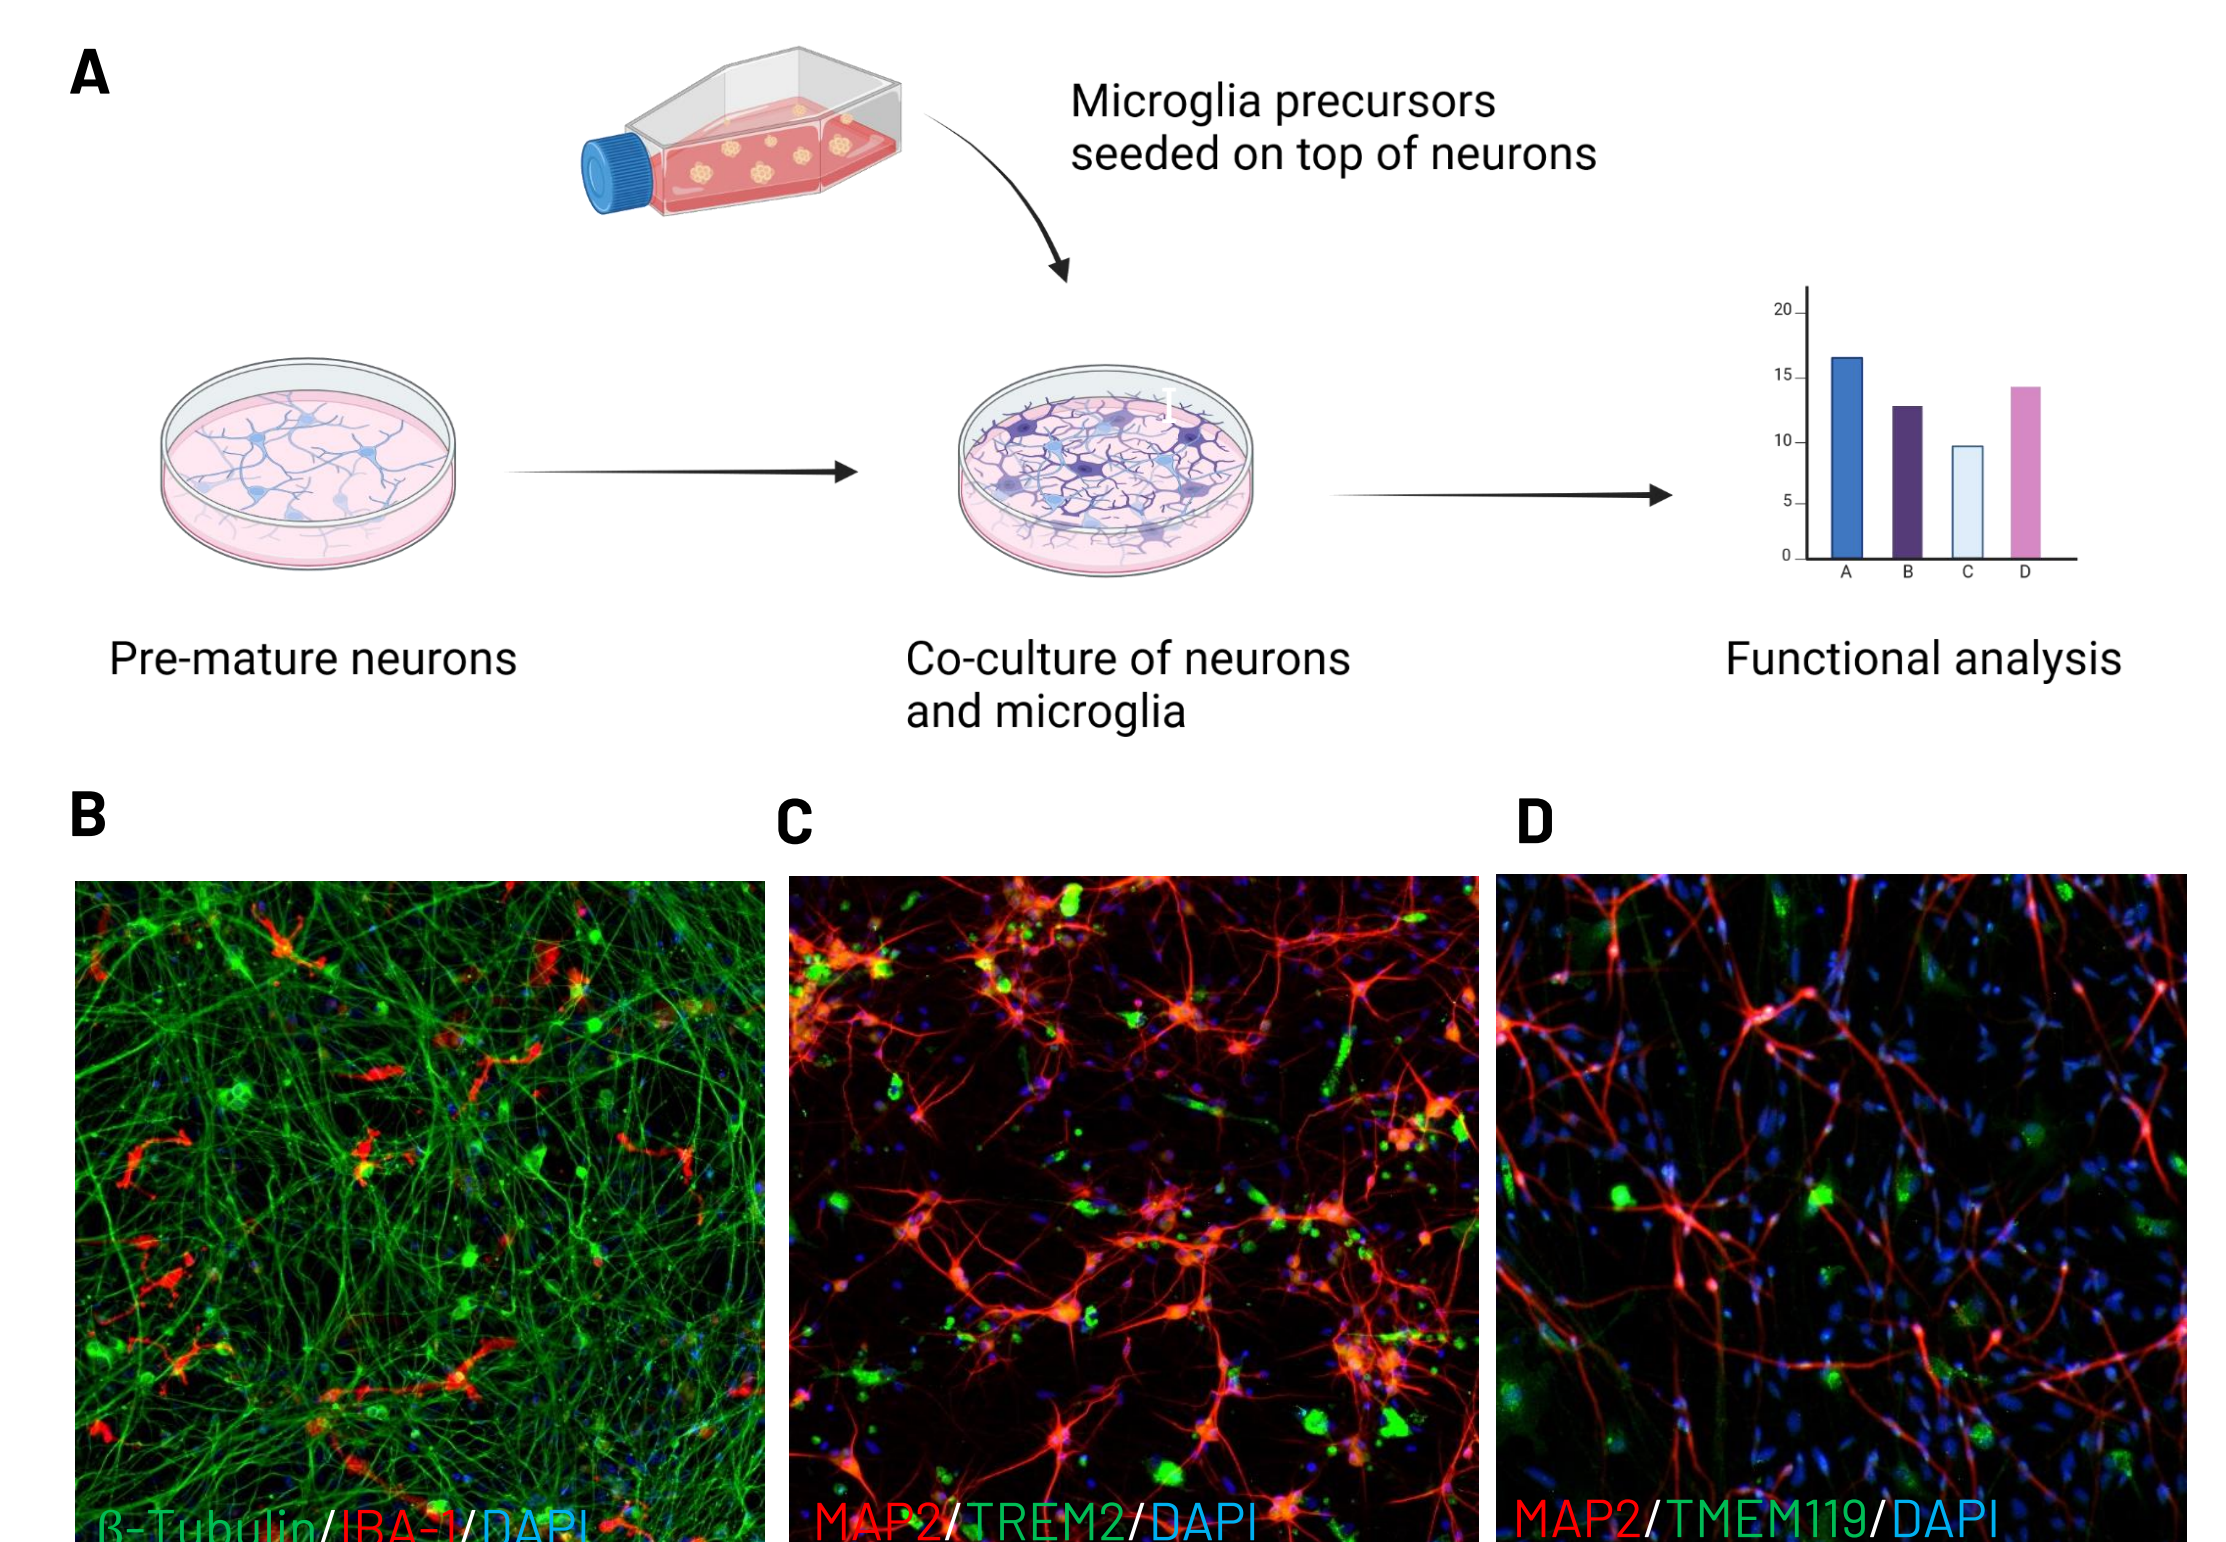 A
Microglia precursors
seeded on top of neurons
20
15
10
5
0
A B C D
Pre-mature neurons
Co-culture of neurons
and microglia
Functional analysis
B
C
D
ß-Tubulin/IBA-1/DAPI
MAP2/TREM2/DAPI
MAP2/TMEM119/DAPI